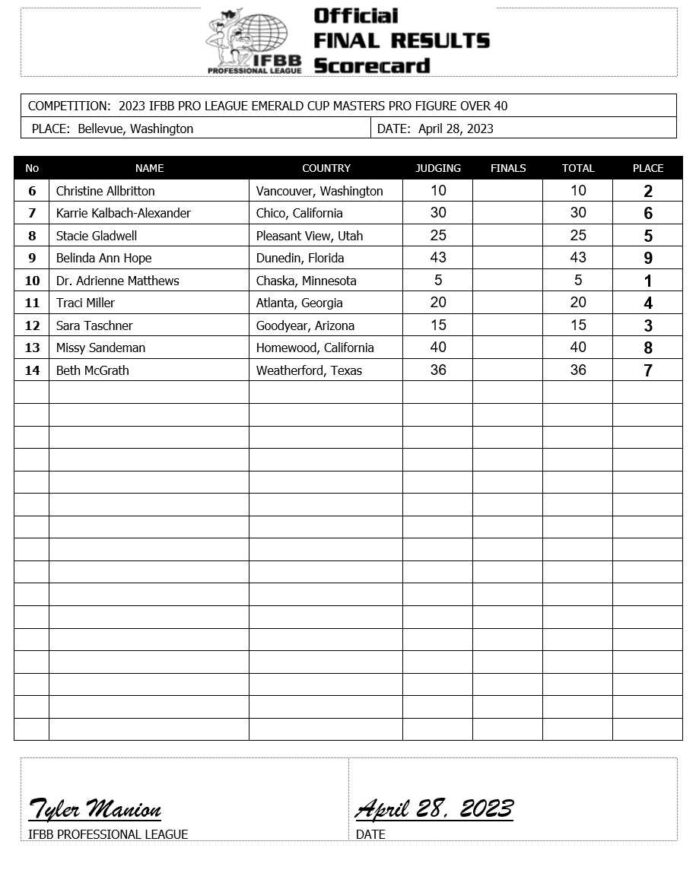 Official
FINAL RESULTS
Scorecard
IFBB
PROFESSIONAL LEAGUE
COMPETITION: 2023 IFBB PRO LEAGUE EMERALD CUP MASTERS PRO FIGURE OVER 40
PLACE: Bellevue, Washington DATE: April 28, 2023
No NAME COUNTRY JUDGING FINALS TOTAL PLACE
6 Christine Allbritton Vancouver, Washington 10 10 2
7 Karrie Kalbach-Alexander Chico, California 30 30 6
8 Stacie Gladwell Pleasant View, Utah 25 25 5
9 Belinda Ann Hope Dunedin, Florida 43 43 9
10 Dr. Adrienne Matthews Chaska, Minnesota 5 5 1
11 Traci Miller Atlanta, Georgia 20 20 4
12 Sara Taschner Goodyear, Arizona 15 15 3
13 Missy Sandeman Homewood, California 40 40 8
14 Beth McGrath Weatherford, Texas 36 36 7
Tyler Manion April 28, 2023
IFBB PROFESSIONAL LEAGUE DATE